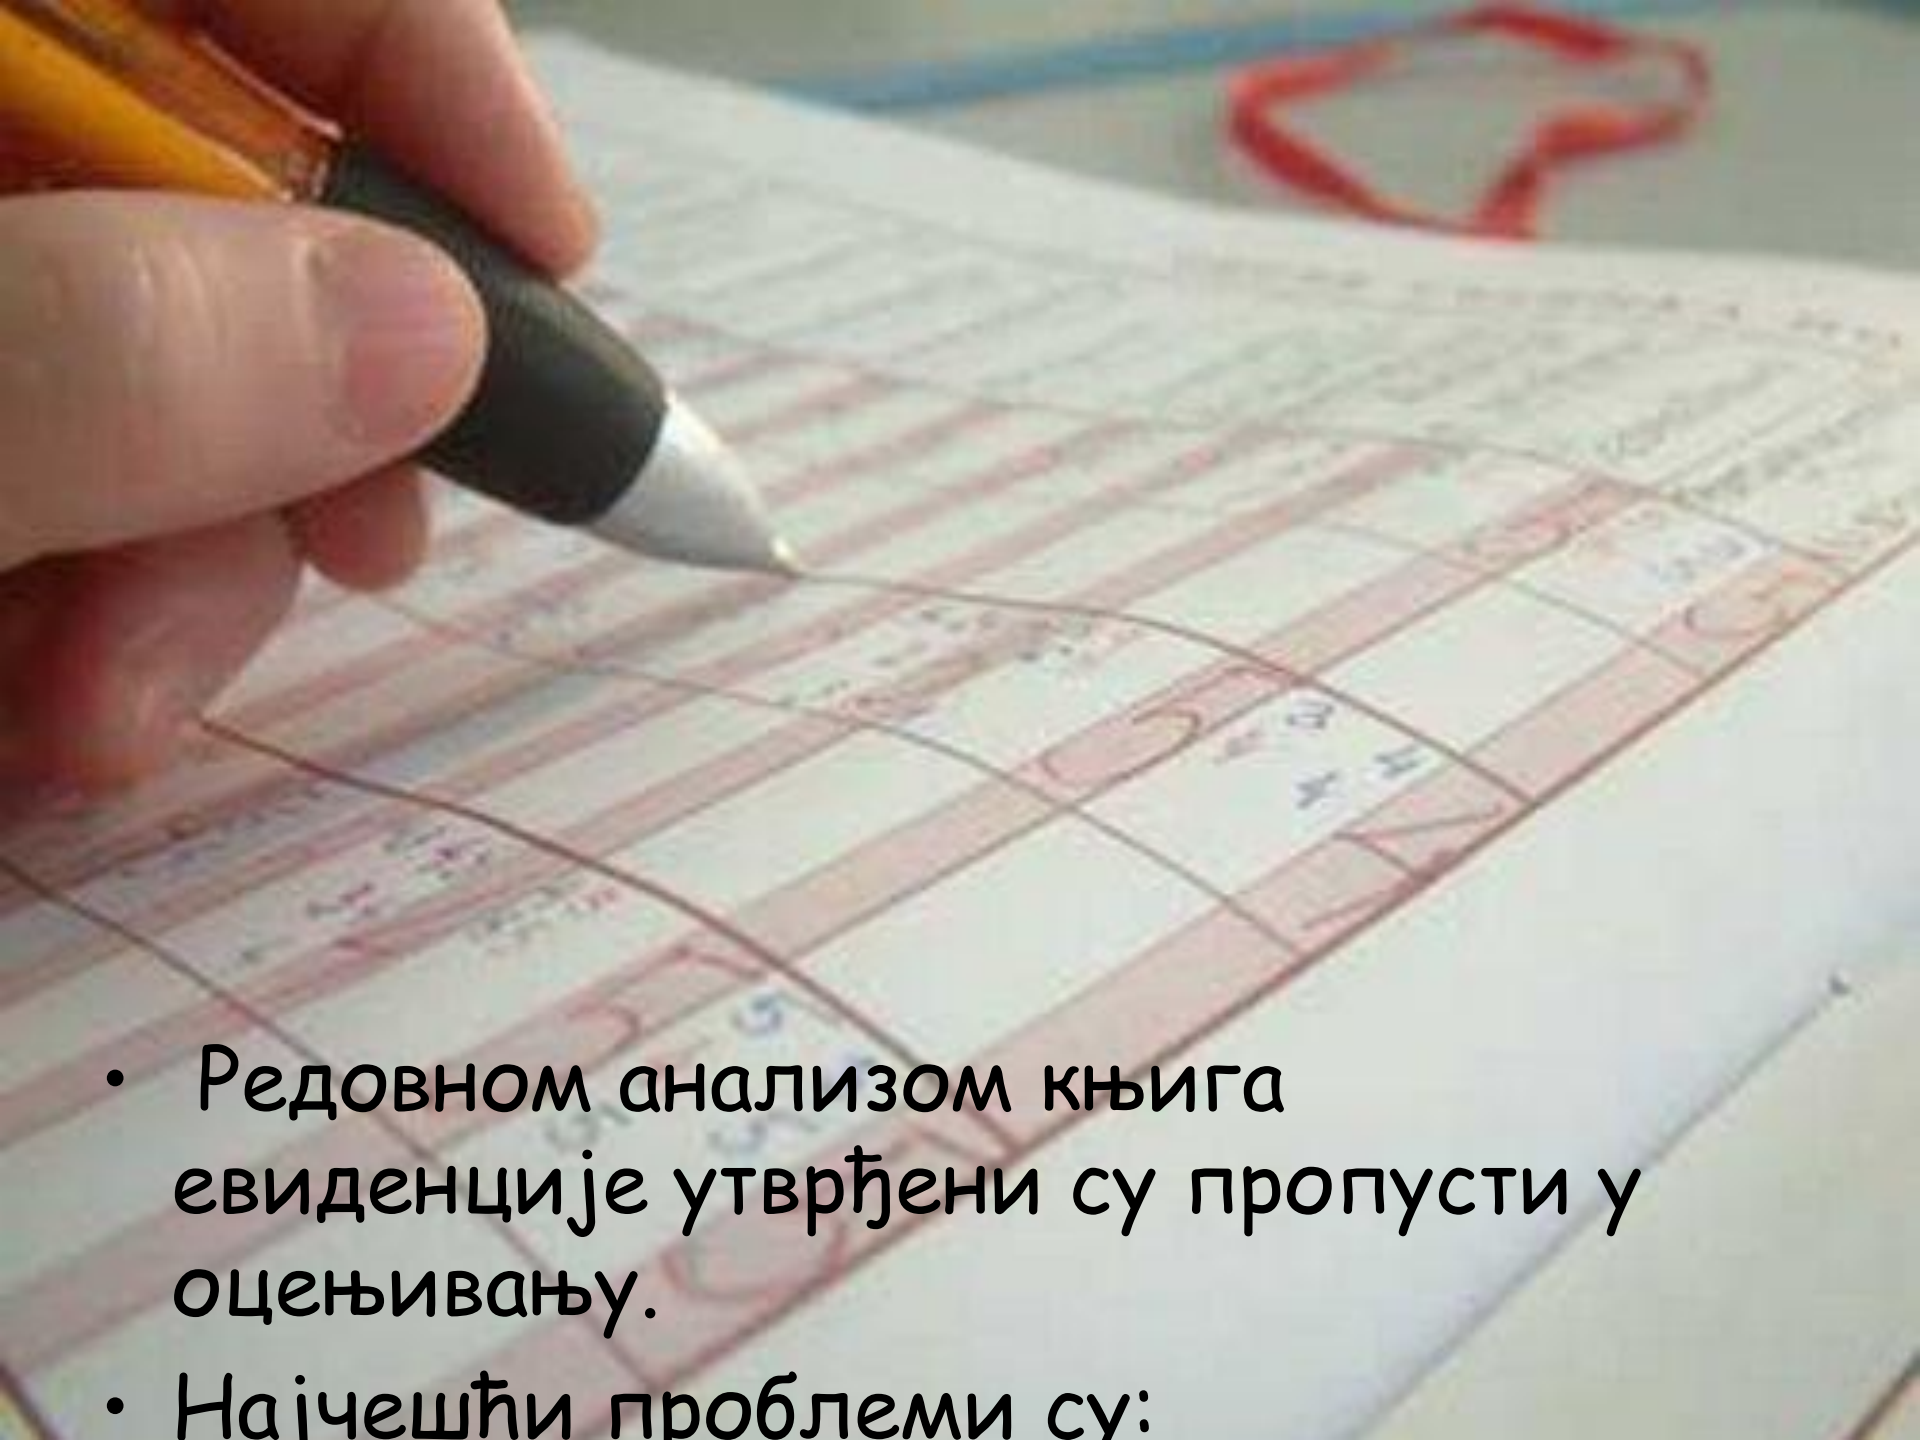 • Редовном анализом књига
евиденције утврђени су пропусти у
оцењивању.
• Најчешћи проблеми су: